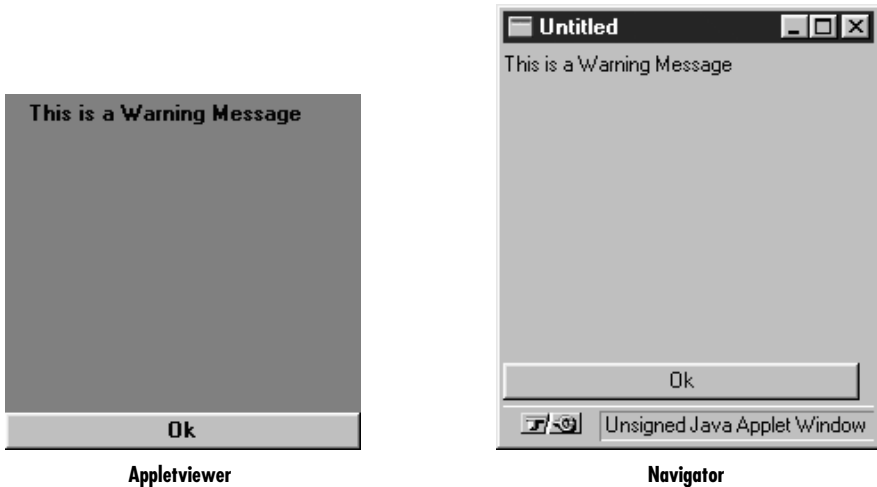 This is a Warning Message
Ok
Appletviewer
Untitled
This is a Warning Message
Ok
Unsigned Java Applet Window
Navigator